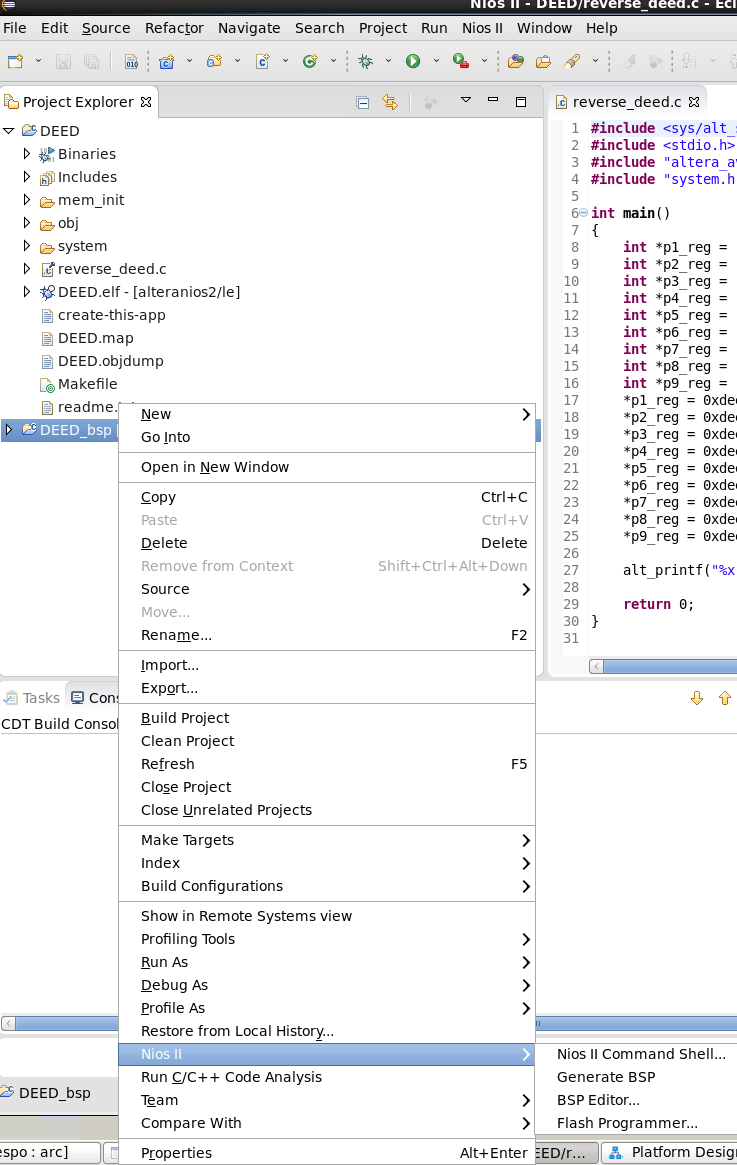 Nios II - DEED/reverse_deed.c - Ecl
File Edit Source Refactor Navigate Search Project Run Nios II Window Help
010
Project Explorer
DEED
Binaries
Includes
mem_init
obj
system
reverse_deed.c
DEED.elf - [alteranios2/le]
create-this-app
DEED.map
DEED.objdump
Makefile
readme.
DEED_bsp [
reverse_deed.c
1 #include <sys/alt_s
2 #include <stdio.h>
3 #include "altera_av
4 #include "system.h
5
6 int main()
7 {
8 int *p1_reg =
9 int *p2_reg =
10 int *p3_reg =
11 int *p4_reg =
12 int *p5_reg =
13 int *p6_reg =
14 int *p7_reg =
15 int *p8_reg =
16 int *p9_reg =
17 *p1_reg = 0xdee
18 *p2_reg = 0xdee
19 *p3_reg = 0xdee
20 *p4_reg = 0xdee
21 *p5_reg = 0xdee
22 *p6_reg = 0xdee
23 *p7_reg = 0xdee
24 *p8_reg = 0xdee
25 *p9_reg = 0xdee
26
27 alt_printf("%x
28
29 return 0;
30 }
31
New
Go Into
Open in New Window
Copy Ctrl+C
Paste Ctrl+V
Delete Delete
Remove from Context Shift+Ctrl+Alt+Down
Source
Move...
Rename... F2
Import...
Export...
Build Project
Clean Project
Refresh F5
Close Project
Close Unrelated Projects
Make Targets
Index
Build Configurations
Show in Remote Systems view
Profiling Tools
Run As
Debug As
Profile As
Restore from Local History...
Nios II
Run C/C++ Code Analysis
Team
Compare With
Properties Alt+Enter
Nios II Command Shell...
Generate BSP
BSP Editor...
Flash Programmer...
Tasks Cons
CDT Build Consol
DEED_bsp
espo : arc]
EED/r...
Platform Desig